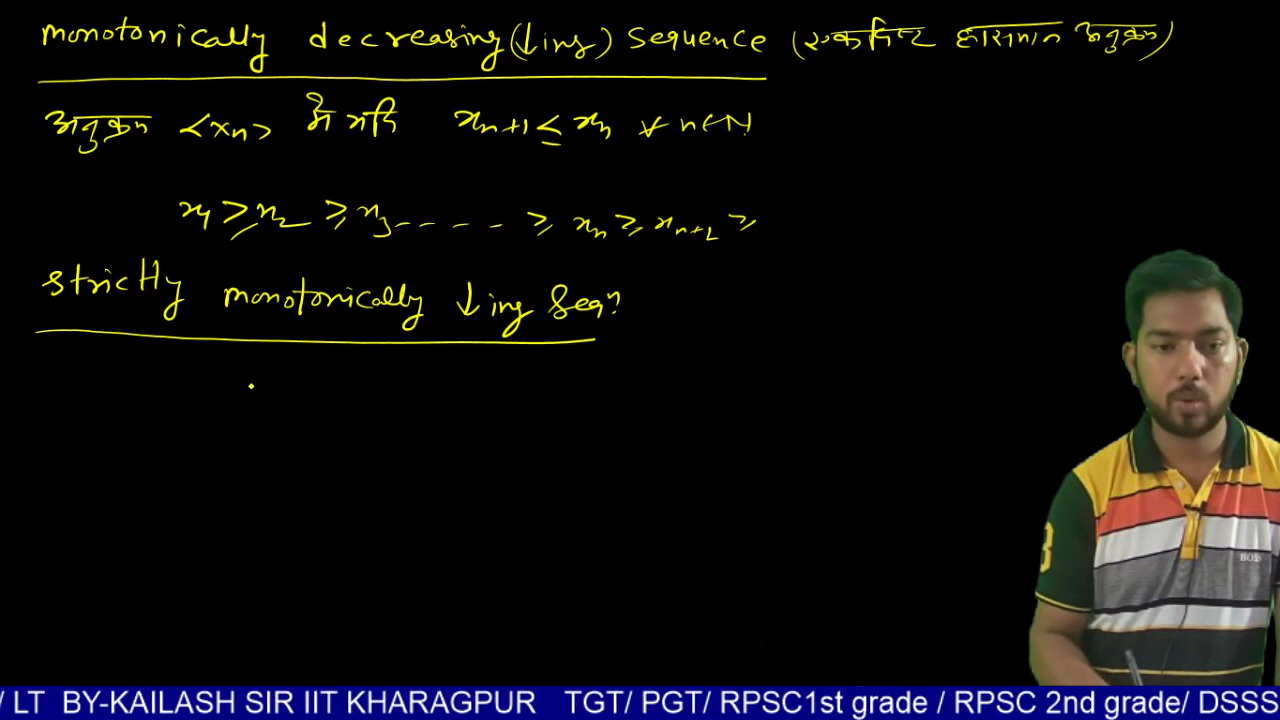 monotonically decreasing (↓ing) sequence (एकदिष्ट ह्रासमान अनुक्रम)
अनुक्रम <xn> में यदि xn+1 ≤ xn ∀ n ∈ N
x1 ≥ x2 ≥ x3 ------ ≥ xn ≥ xn+2 ≥
strictly monotonically ↓ing Seqn
BOSS
/ LT BY-KAILASH SIR IIT KHARAGPUR TGT/ PGT/ RPSC1st grade / RPSC 2nd grade/ DSSS